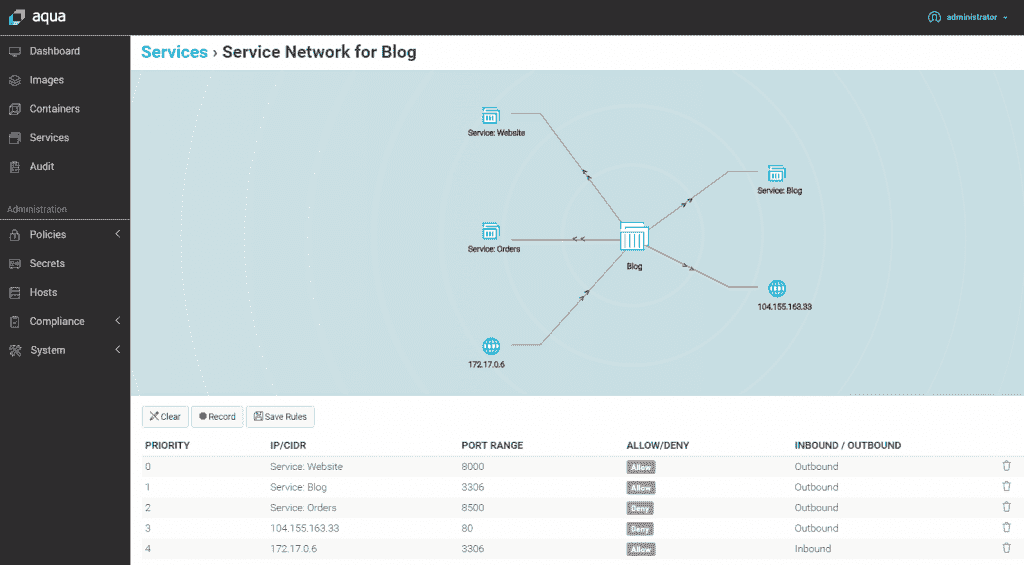 aqua
administrator
Dashboard
Images
Containers
Services
Audit
Administration
Policies
Secrets
Hosts
Compliance
System
Services › Service Network for Blog
Service: Website
Service: Blog
Service: Orders
Blog
104.155.163.33
172.17.0.6
Clear Record Save Rules
PRIORITY IP/CIDR PORT RANGE ALLOW/DENY INBOUND / OUTBOUND
0 Service: Website 8000 Allow Outbound
1 Service: Blog 3306 Allow Outbound
2 Service: Orders 8500 Deny Outbound
3 104.155.163.33 80 Deny Outbound
4 172.17.0.6 3306 Allow Inbound